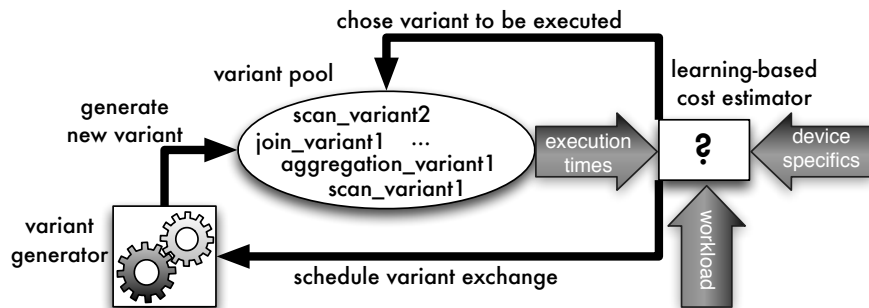 chose variant to be executed
variant pool
learning-based
cost estimator
generate
new variant
scan_variant2
join_variant1 ...
aggregation_variant1
scan_variant1
execution
times
?
device
specifics
variant
generator
workload
schedule variant exchange